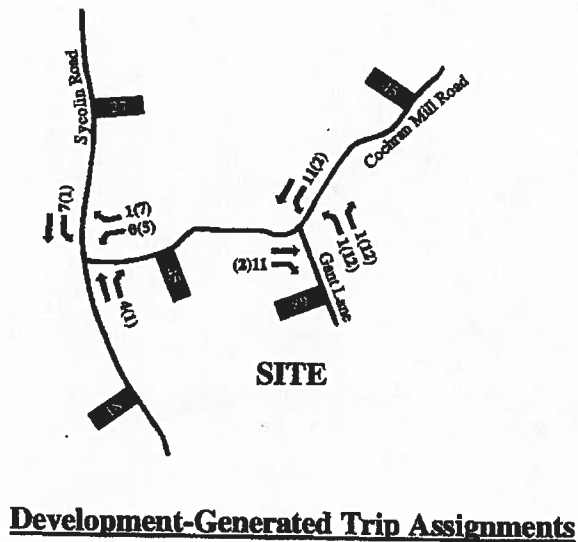 Sycolin Road
Cochran Mill Road
7(1)
1(7)
6(5)
11(2)
1(12)
1(12)
(2)11
Gant Lane
4(1)
SITE
Development-Generated Trip Assignments